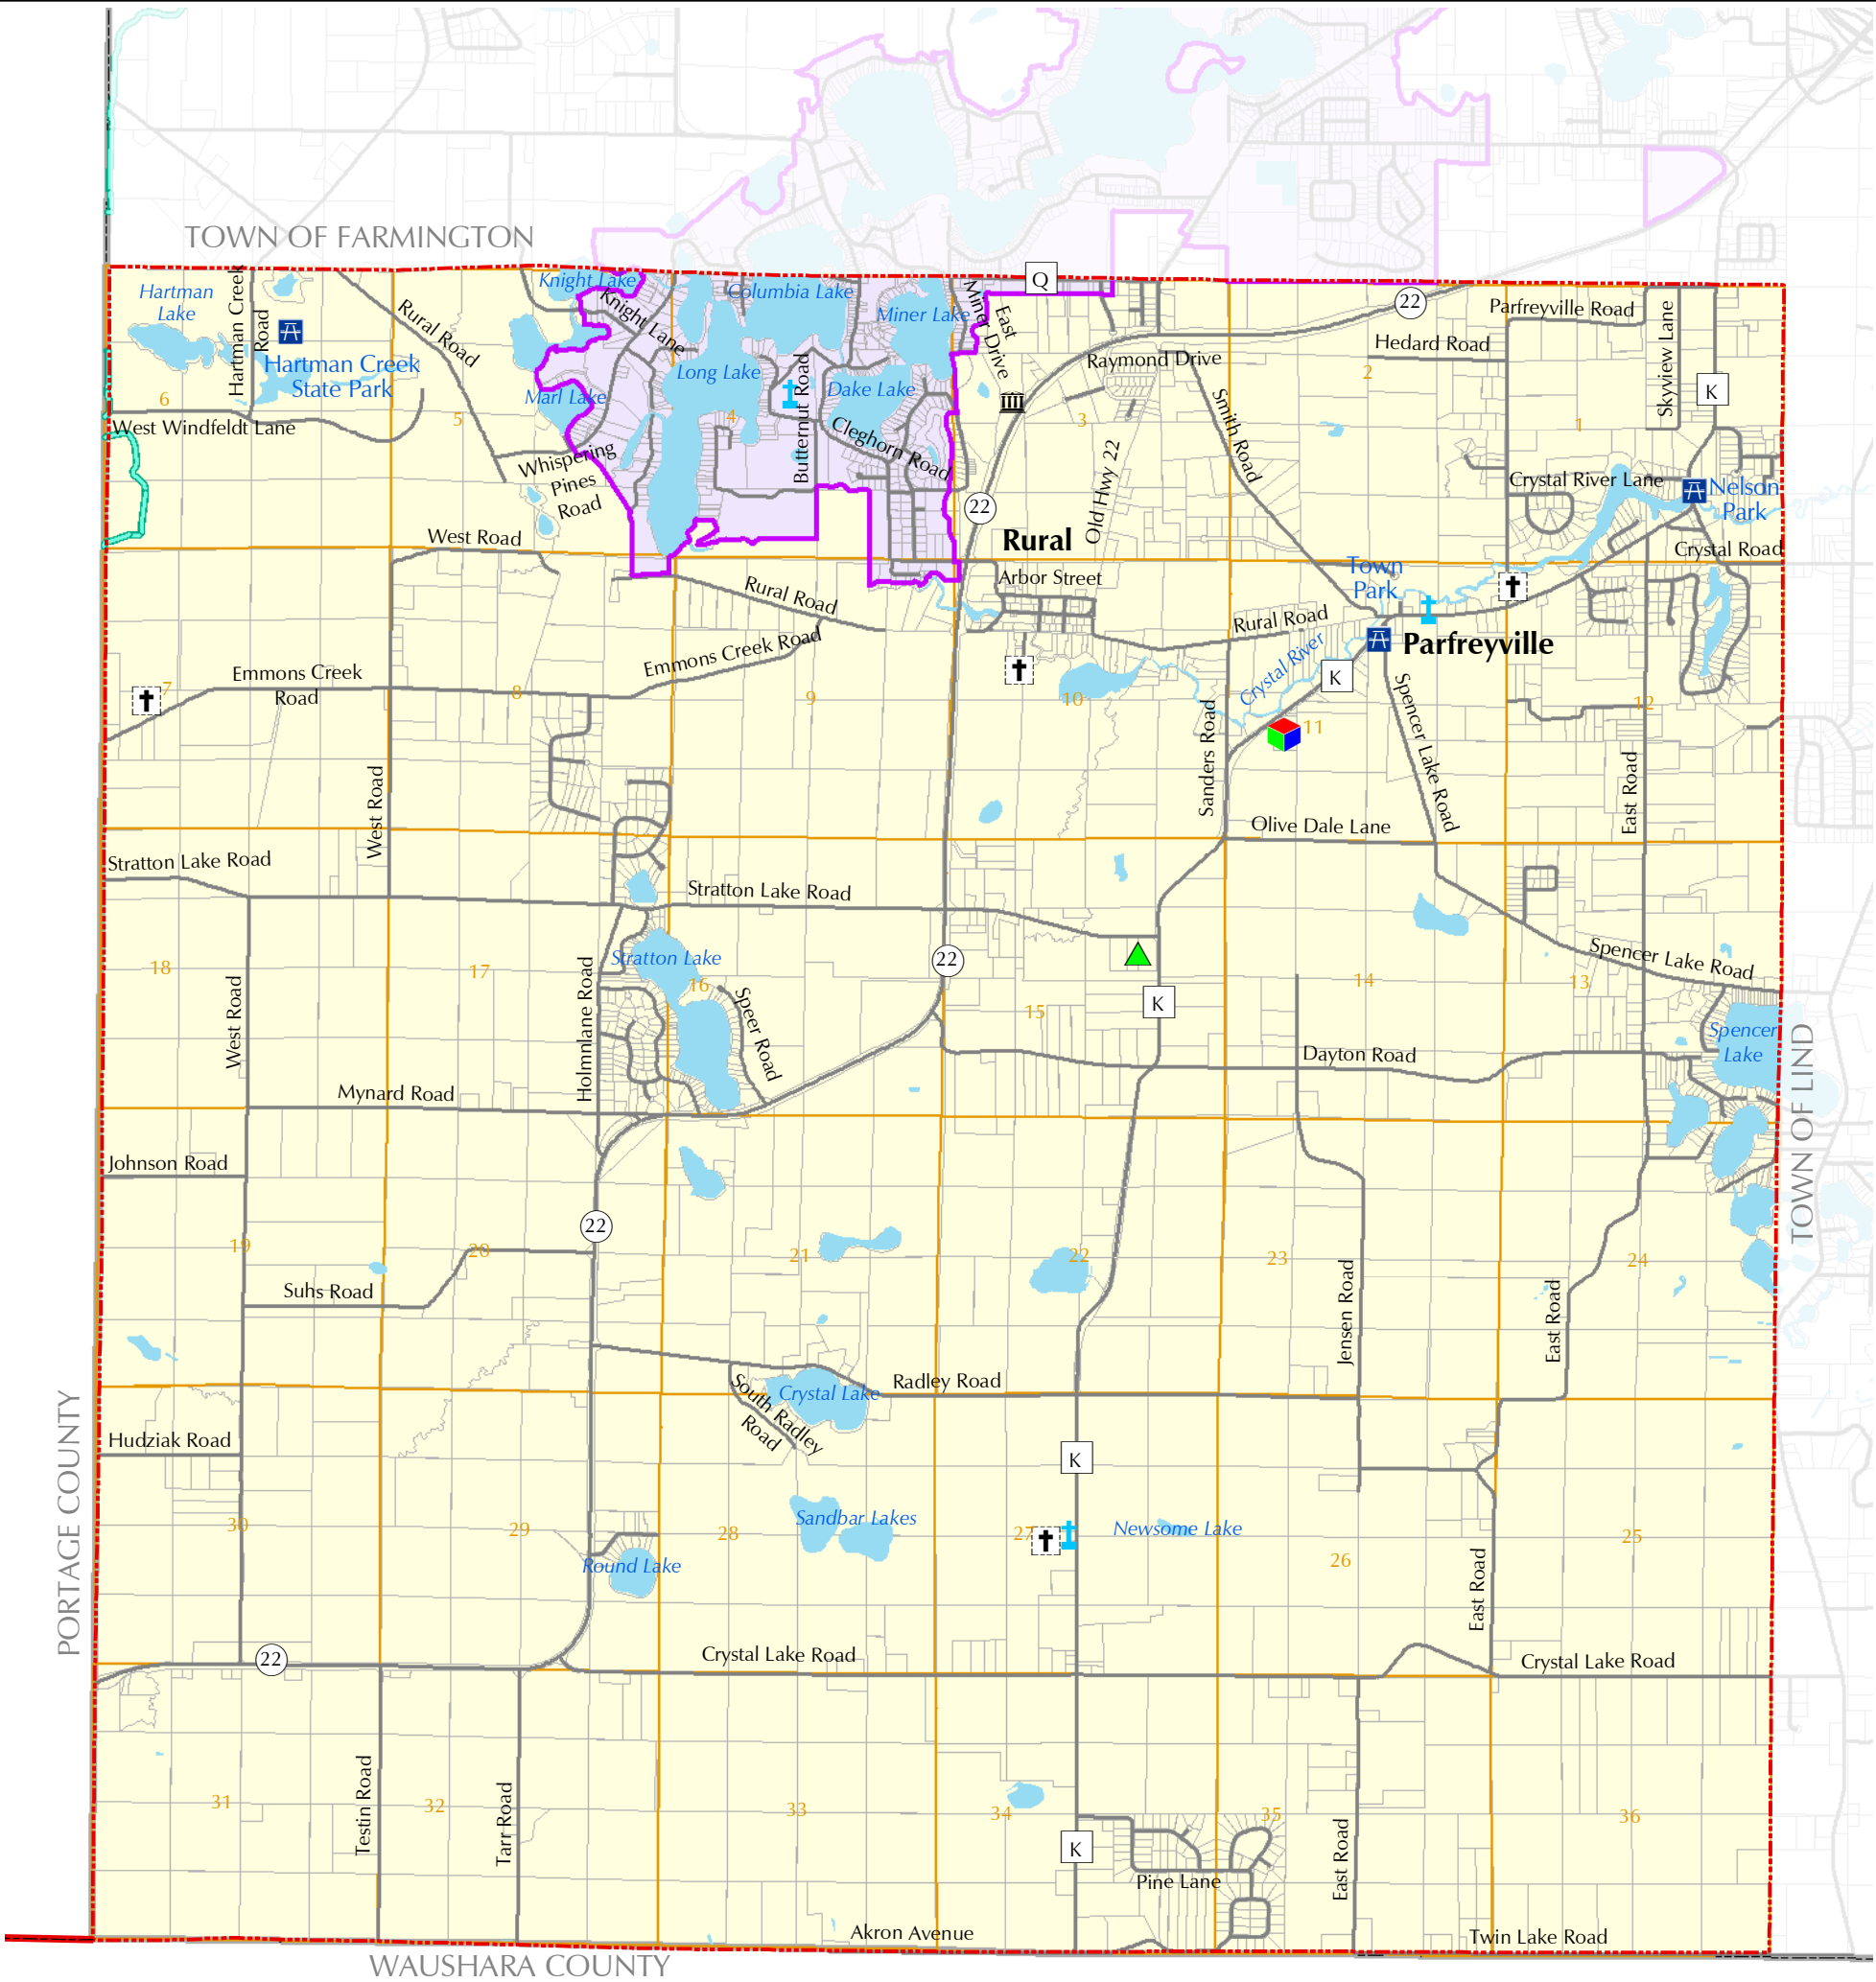 TOWN OF FARMINGTON
Hartman
Lake
Hartman Creek
Road
Hartman Creek
State Park
Rural Road
Knight Lake
Knight Lane
Columbia Lake
Miner Lake
Miner Drive
East
Q
22
Parfreyville Road
Hedard Road
Raymond Drive
Skyview Lane
K
6
West Windfeldt Lane
5
Marl Lake
Long Lake
4
Butternut Road
Dake Lake
Cleghorn Road
3
2
1
Smith Road
Old Hwy 22
Whispering
Pines
Road
22
Crystal River Lane
Nelson
Park
West Road
Rural
Crystal Road
Arbor Street
Town
Park
Rural Road
Rural Road
Parfreyville
Emmons Creek Road
Crystal River
K
Emmons Creek
Road
7
8
9
10
11
12
Sanders Road
Spencer Lake Road
East Road
West Road
Olive Dale Lane
Stratton Lake Road
Stratton Lake Road
18
17
Stratton Lake
16
22
15
14
13
Spencer Lake Road
K
West Road
Holmnlane Road
Speer Road
Spencer
Lake
Dayton Road
TOWN OF LIND
Mynard Road
Johnson Road
22
19
20
21
22
23
24
Suhs Road
Jensen Road
East Road
Radley Road
Crystal Lake
South Radley
Road
PORTAGE COUNTY
Hudziak Road
K
30
29
28
Sandbar Lakes
27
Newsome Lake
26
25
Round Lake
East Road
22
Crystal Lake Road
Crystal Lake Road
31
32
33
34
35
36
Testin Road
Tarr Road
K
East Road
Pine Lane
Akron Avenue
Twin Lake Road
WAUSHARA COUNTY